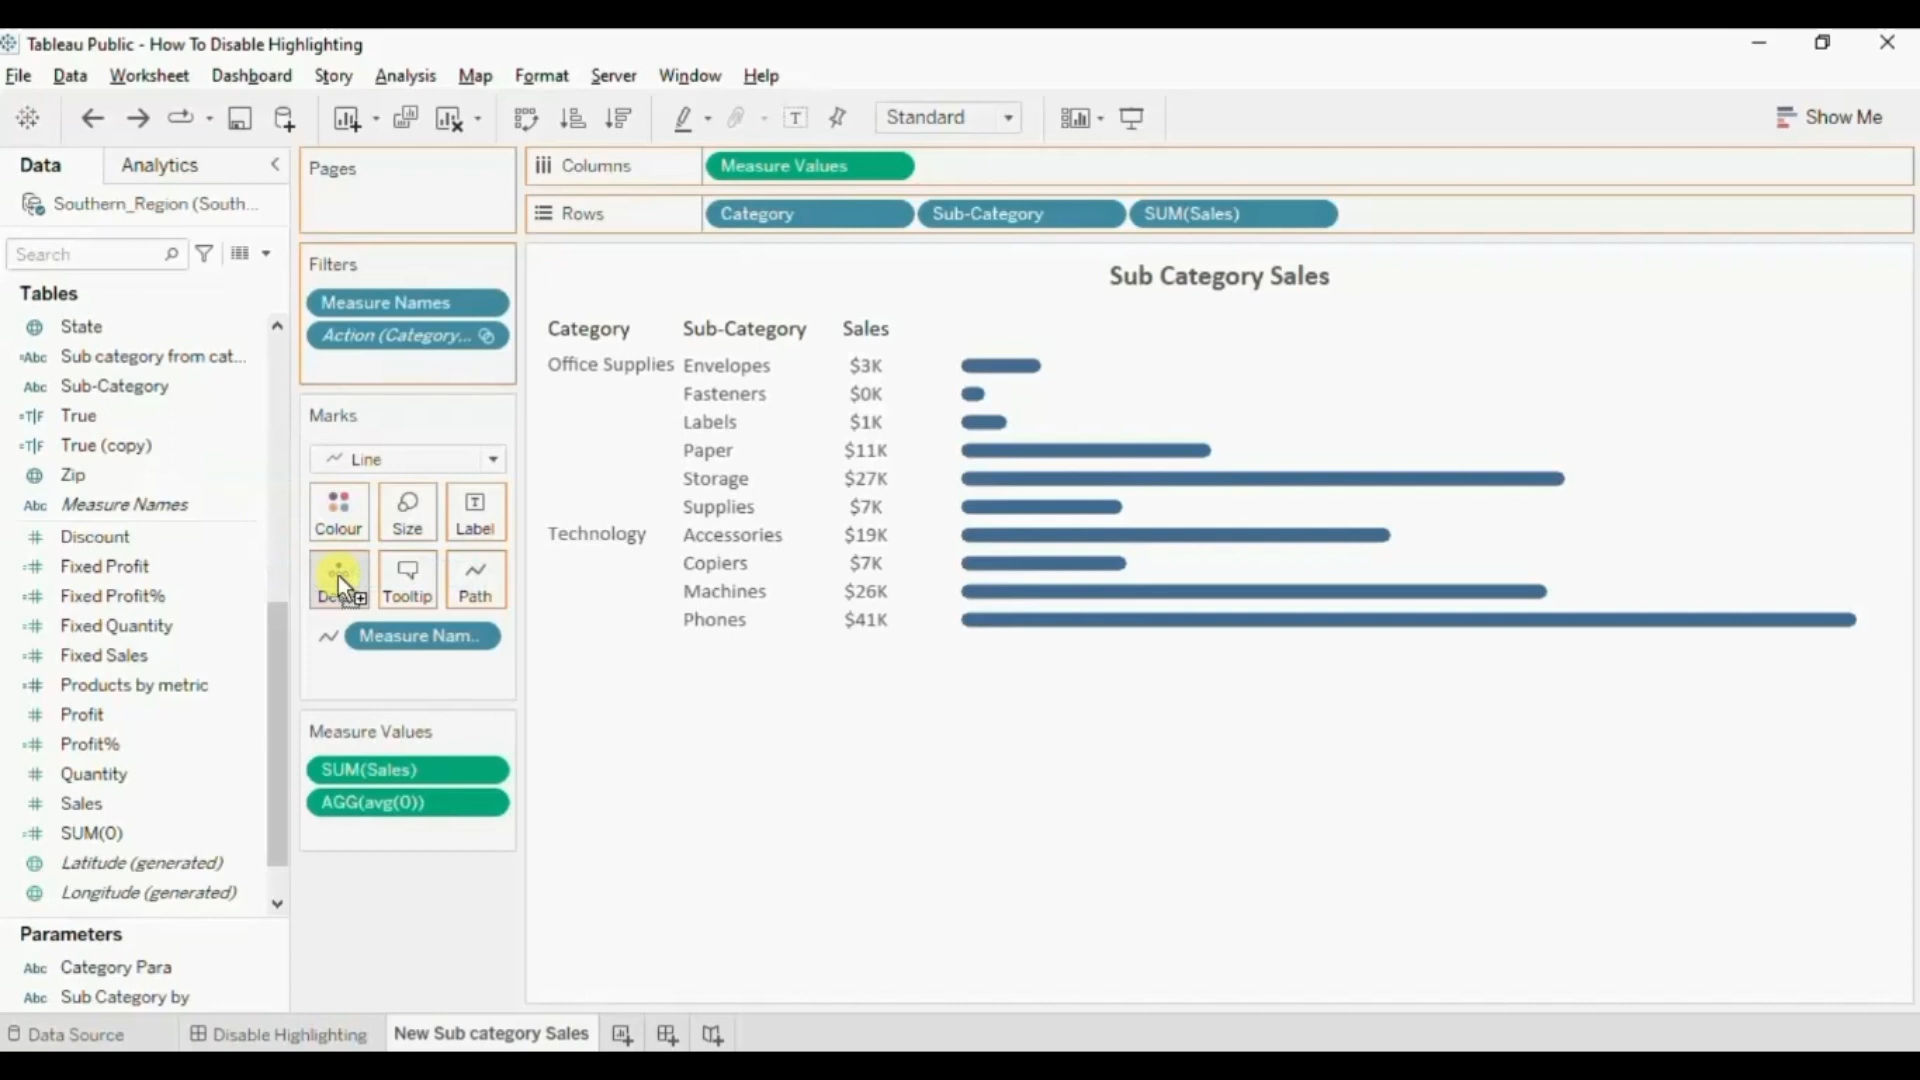 Tableau Public - How To Disable Highlighting
File Data Worksheet Dashboard Story Analysis Map Format Server Window Help
Standard
Show Me
Data Analytics
Southern_Region (South...
Search
Tables
State
Abc Sub category from cat...
Abc Sub-Category
T|F True
T|F True (copy)
Zip
Abc Measure Names
# Discount
# Fixed Profit
# Fixed Profit%
# Fixed Quantity
# Fixed Sales
# Products by metric
# Profit
# Profit%
# Quantity
# Sales
# SUM(0)
Latitude (generated)
Longitude (generated)
Parameters
Abc Category Para
Abc Sub Category by
Pages
Filters
Measure Names
Action (Category...
Marks
Line
Colour Size Label
Tooltip Path
Measure Nam..
Measure Values
SUM(Sales)
AGG(avg(0))
Columns Measure Values
Rows Category Sub-Category SUM(Sales)
Sub Category Sales
Category Sub-Category Sales
Office Supplies Envelopes $3K
Fasteners $0K
Labels $1K
Paper $11K
Storage $27K
Supplies $7K
Technology Accessories $19K
Copiers $7K
Machines $26K
Phones $41K
Data Source Disable Highlighting New Sub category Sales